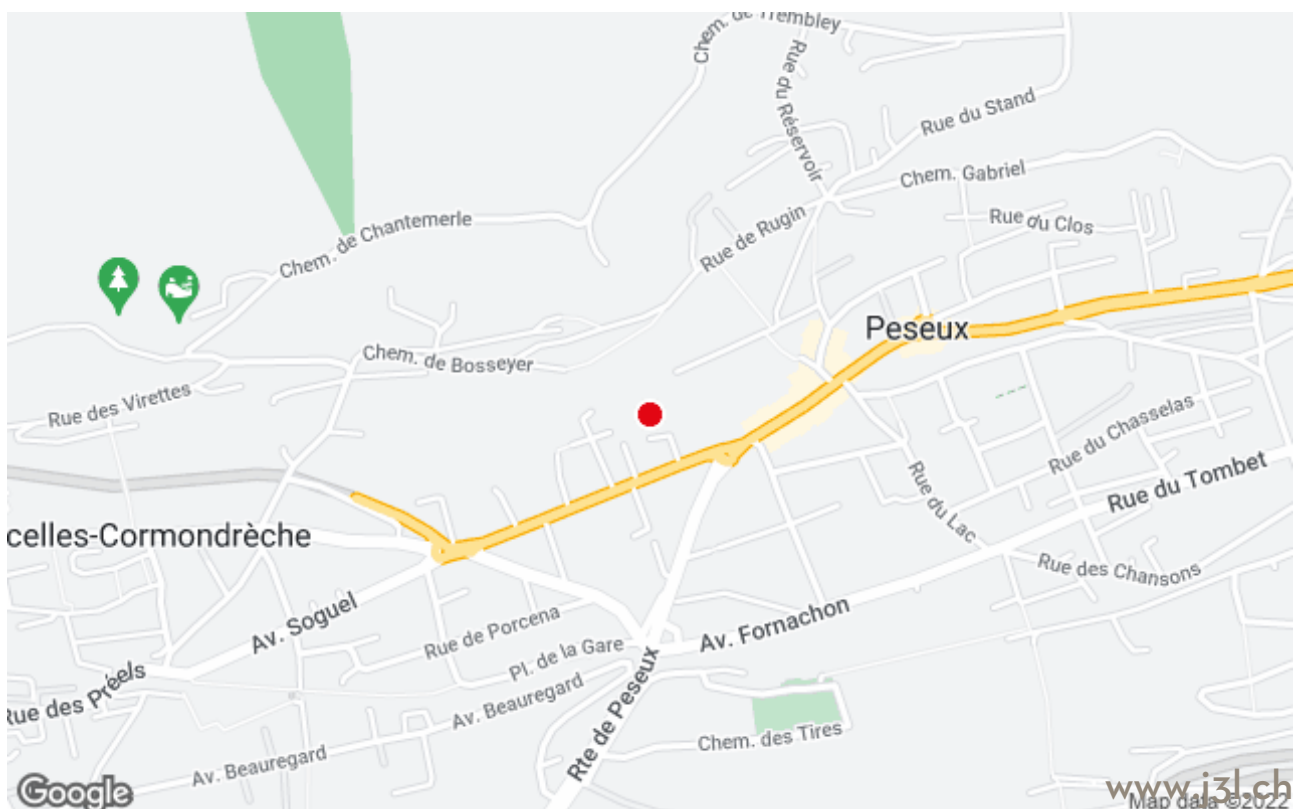 Chem. de Trembley
Rue du Réservoir
Rue du Stand
Chem. Gabriel
Rue de Rugin
Rue du Clos
Chem. de Chantemerle
Peseux
Chem. de Bosseyer
Rue des Virettes
Rue du Chasselas
Rue du Tombet
Rue du Lac
celles-Cormondrèche
Rue des Chansons
Av. Soguel
Rue de Porcena
Av. Fornachon
Pl. de la Gare
Rue des Préels
Av. Beauregard
Rte de Peseux
Chem. des Tires
Av. Beauregard
Google
www.j3l.ch
Map data ©2022